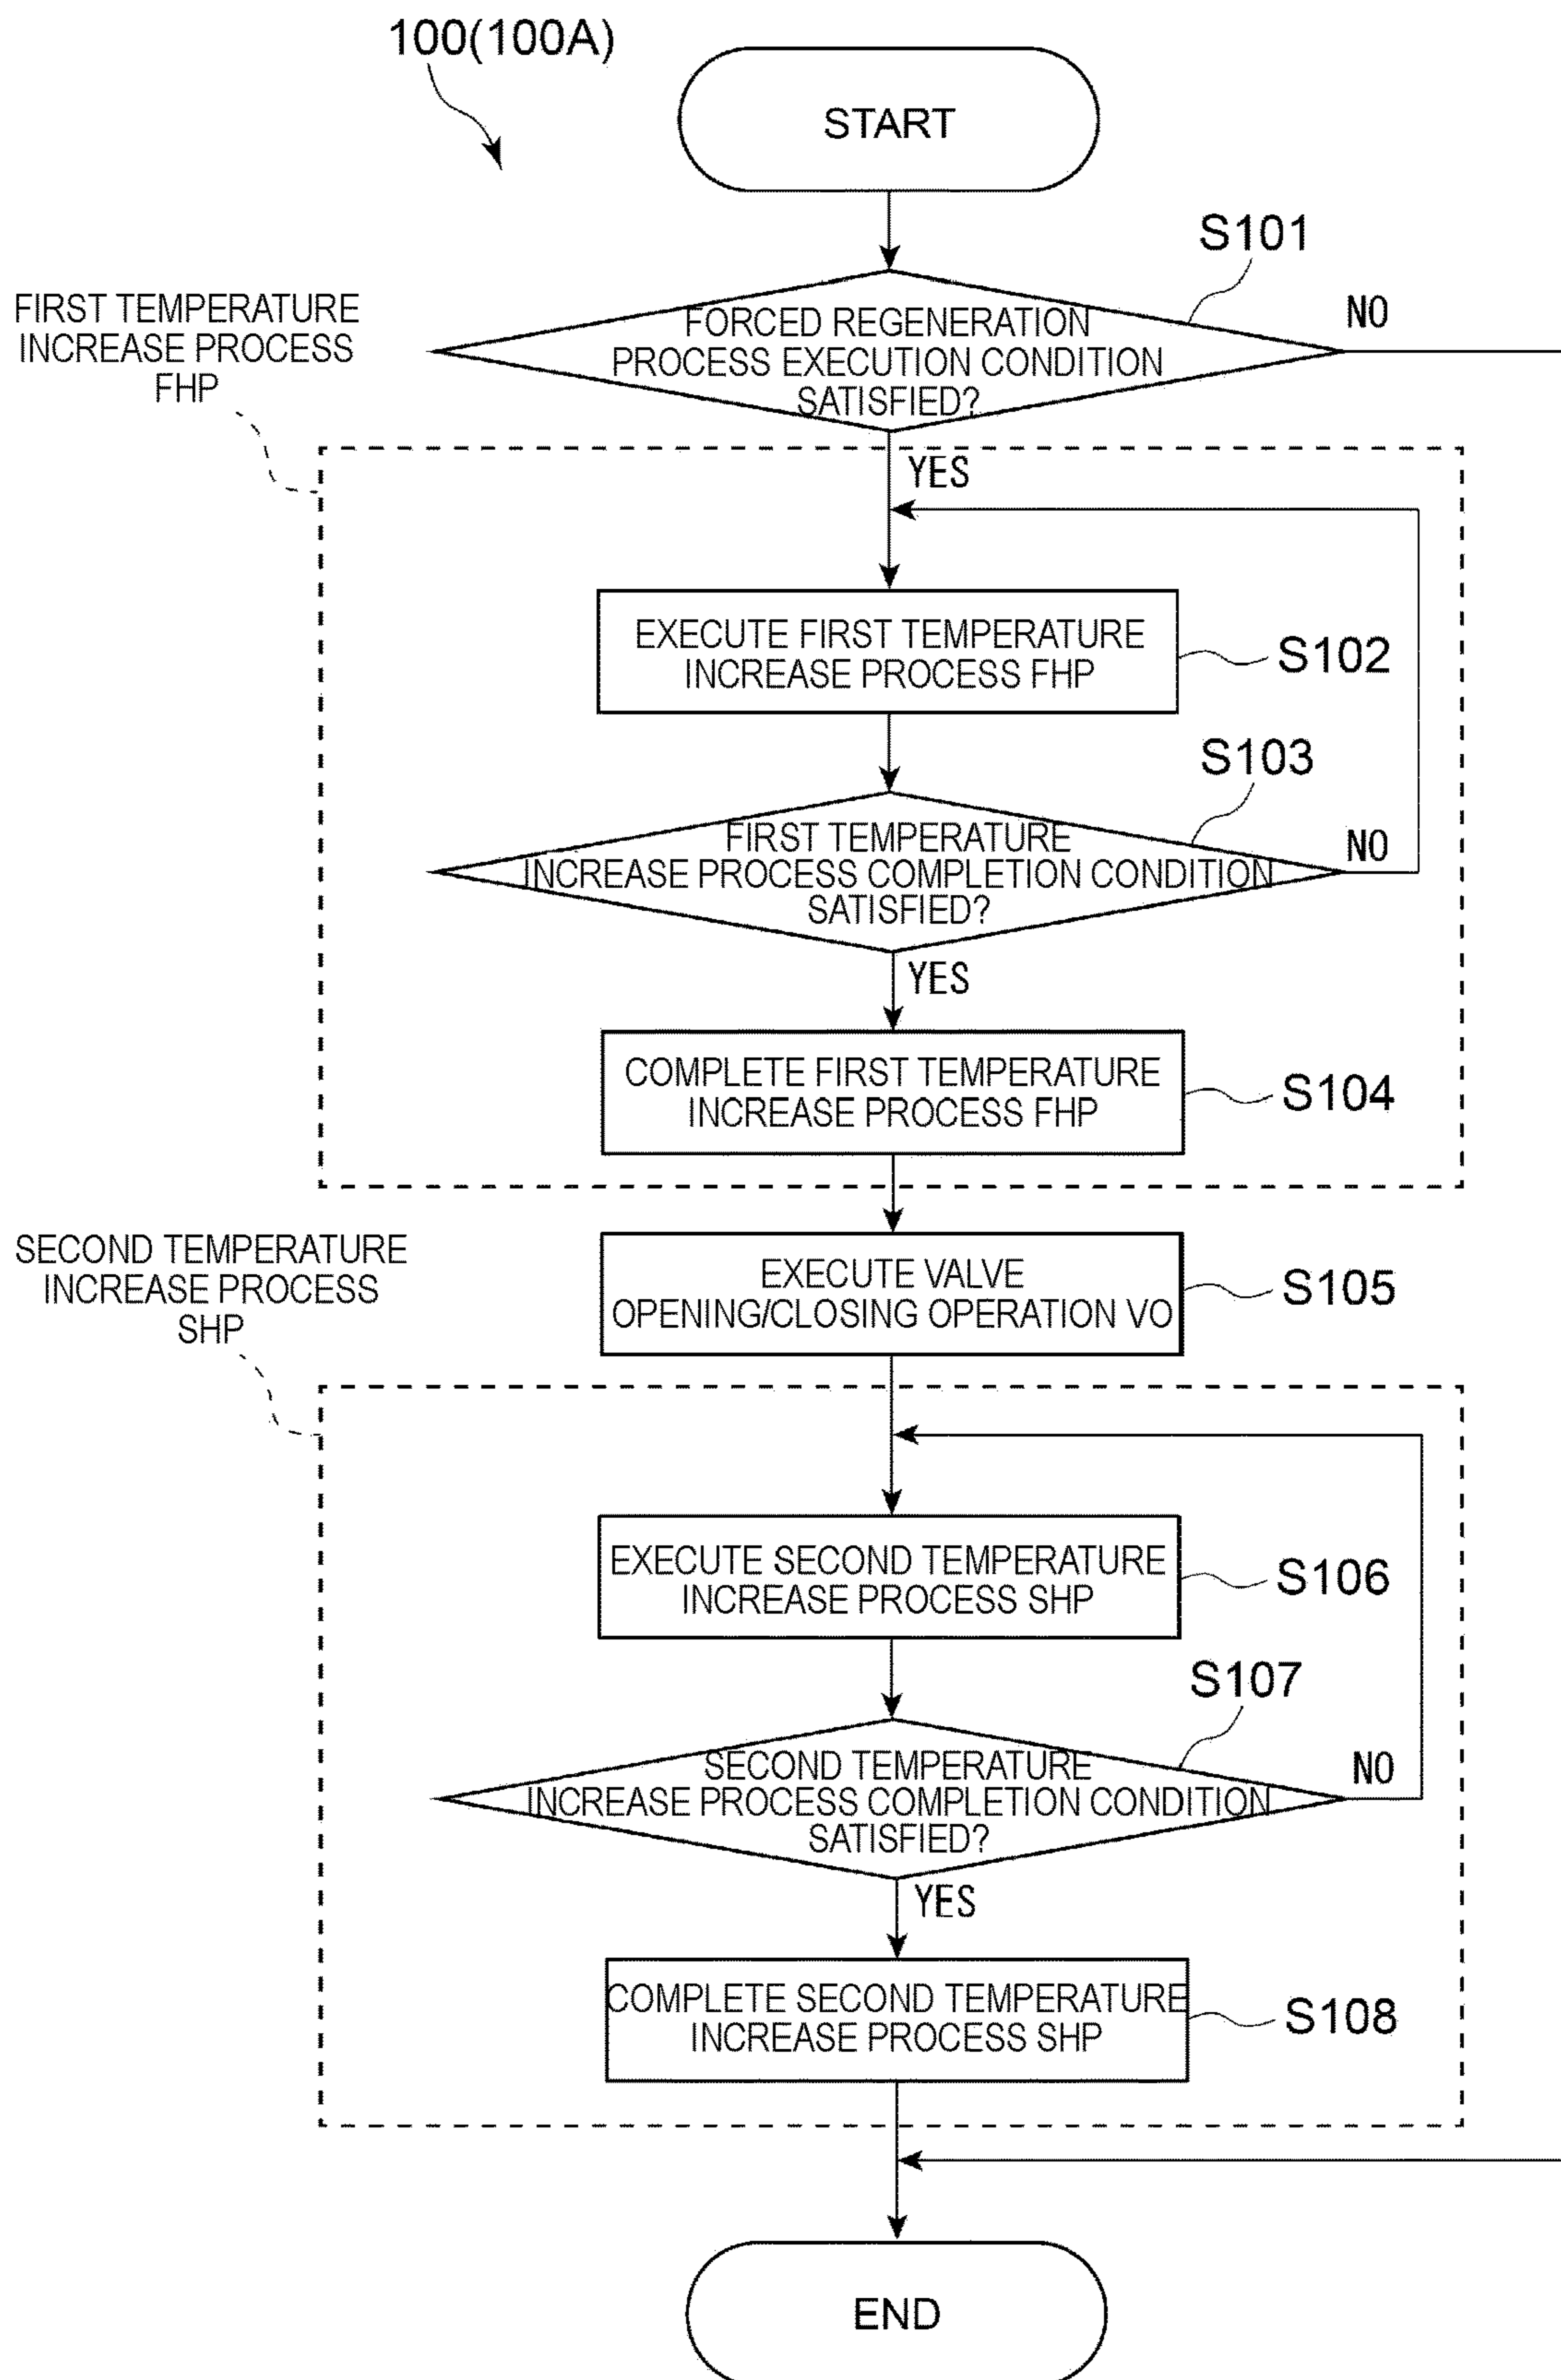 100(100A)
START
S101
FORCED REGENERATION
PROCESS EXECUTION CONDITION
SATISFIED?
NO
FIRST TEMPERATURE
INCREASE PROCESS
FHP
YES
EXECUTE FIRST TEMPERATURE
INCREASE PROCESS FHP
S102
S103
FIRST TEMPERATURE
INCREASE PROCESS COMPLETION CONDITION
SATISFIED?
NO
YES
COMPLETE FIRST TEMPERATURE
INCREASE PROCESS FHP
S104
EXECUTE VALVE
OPENING/CLOSING OPERATION VO
S105
SECOND TEMPERATURE
INCREASE PROCESS
SHP
EXECUTE SECOND TEMPERATURE
INCREASE PROCESS SHP
S106
S107
SECOND TEMPERATURE
INCREASE PROCESS COMPLETION CONDITION
SATISFIED?
NO
YES
COMPLETE SECOND TEMPERATURE
INCREASE PROCESS SHP
S108
END